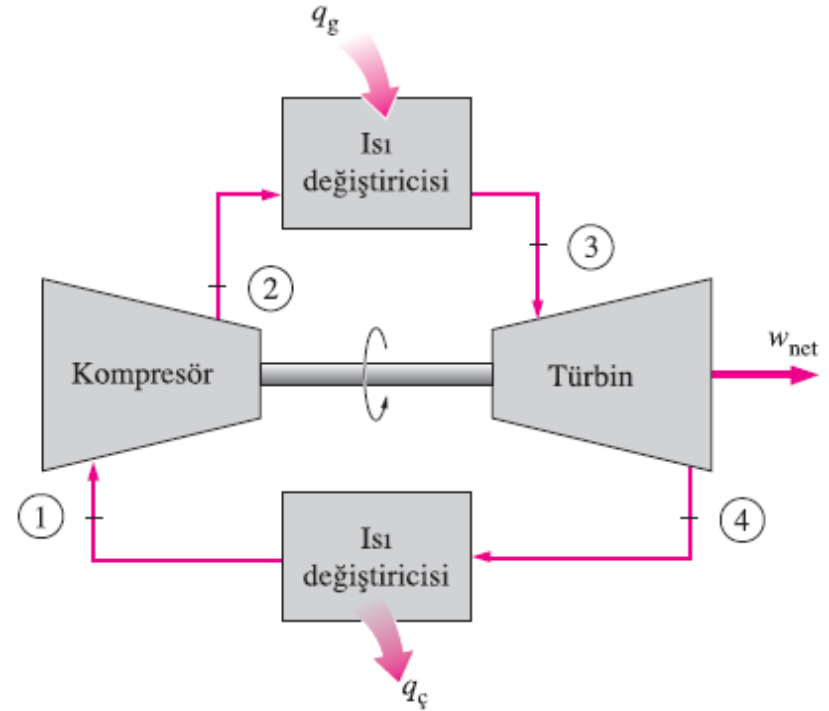 q_g
Isı
değiştiricisi
3
2
Kompresör
Türbin
w_net
1
4
Isı
değiştiricisi
q_ç